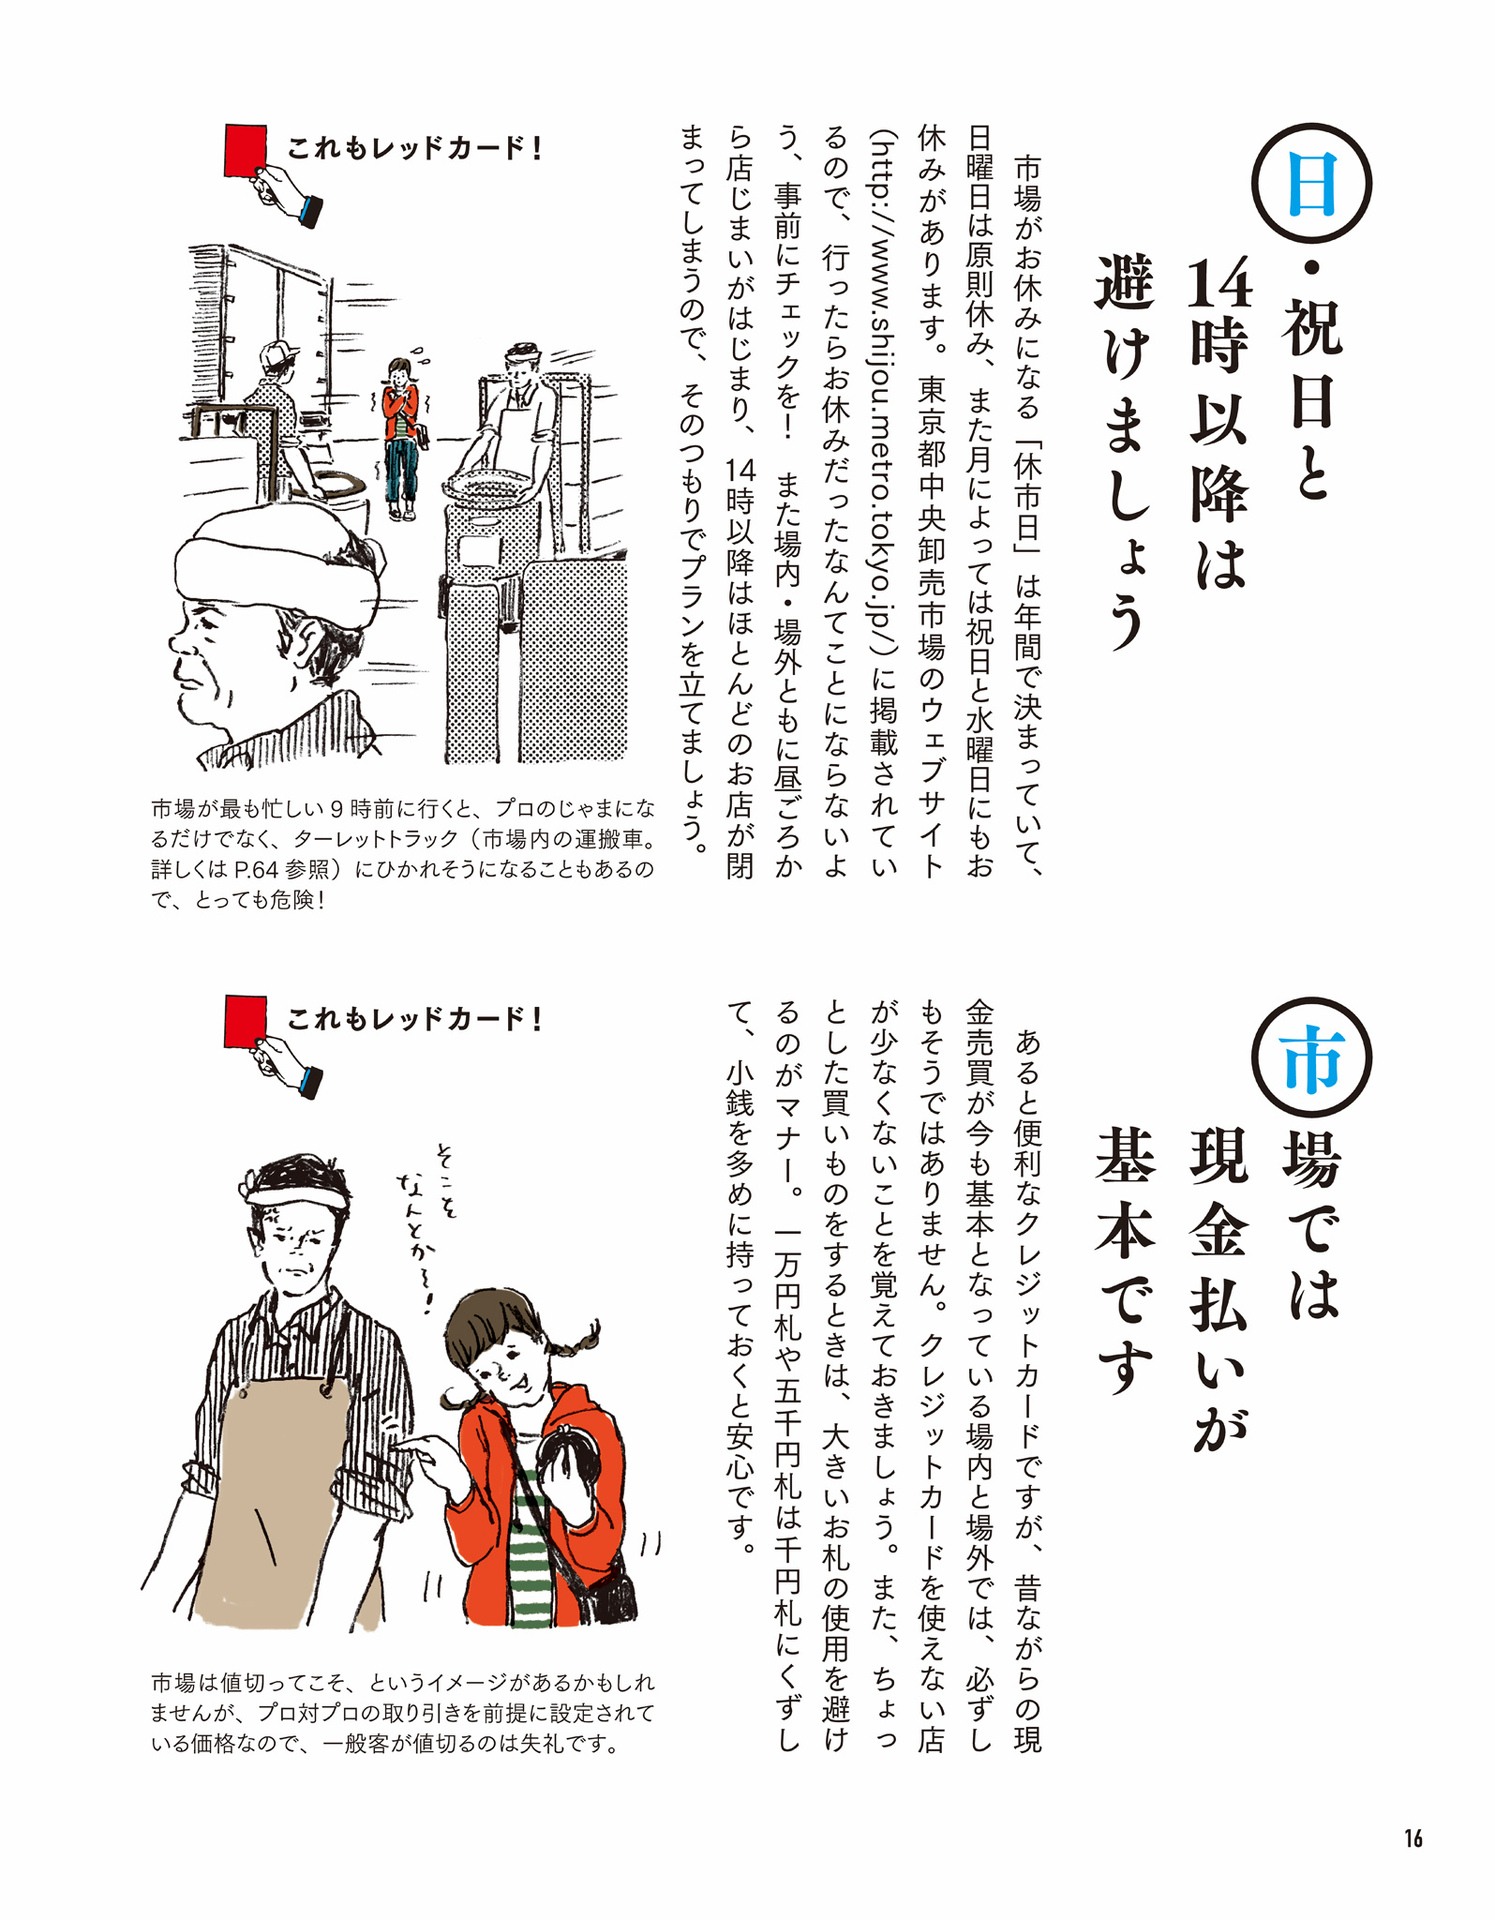 日・祝日と
14時以降は
避けましょう
市場がお休みになる「休市日」は年間で決まっていて、
日曜日は原則休み、また月によっては祝日と水曜日にもお
休みがあります。東京都中央卸売市場のウェブサイト
（http://www.shijou.metro.tokyo.jp/）に掲載されてい
るので、行ったらお休みだったなんてことにならないよ
う、事前にチェックを！　また場内・場外ともに昼ごろか
ら店じまいがはじまり、14時以降はほとんどのお店が閉
まってしまうので、そのつもりでプランを立てましょう。
これもレッドカード！
市場が最も忙しい9時前に行くと、プロのじゃまにな
るだけでなく、ターレットトラック（市場内の運搬車。
詳しくはP.64参照）にひかれそうになることもあるの
で、とっても危険！
市場では
現金払いが
基本です
あると便利なクレジットカードですが、昔ながらの現
金売買が今も基本となっている場内と場外では、必ずし
もそうではありません。クレジットカードを使えない店
が少なくないことを覚えておきましょう。また、ちょっ
とした買いものをするときは、大きいお札の使用を避け
るのがマナー。一万円札や五千円札は千円札にくずし
て、小銭を多めに持っておくと安心です。
これもレッドカード！
そこを
なんとか〜！
市場は値切ってこそ、というイメージがあるかもしれ
ませんが、プロ対プロの取り引きを前提に設定されて
いる価格なので、一般客が値切るのは失礼です。
16